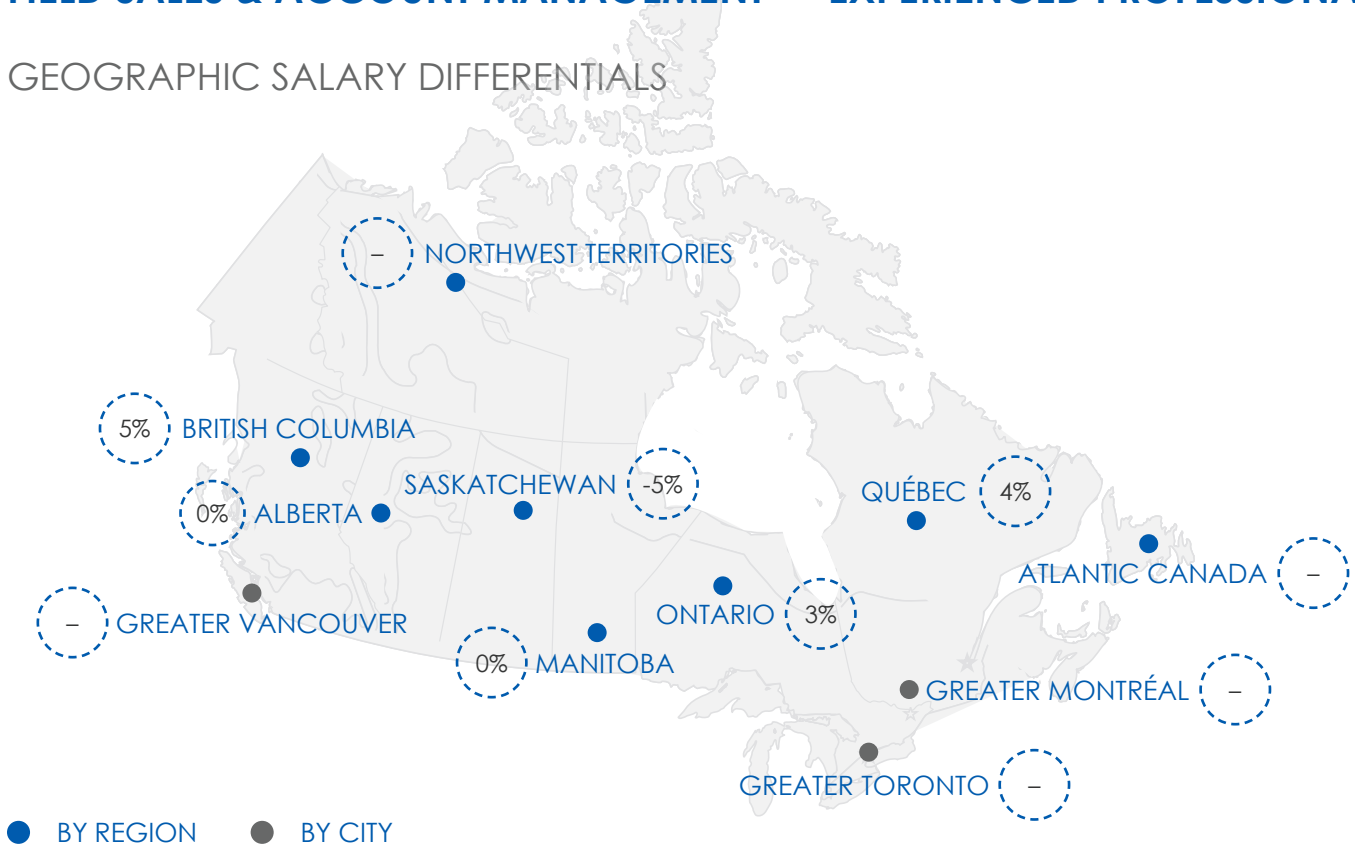 GEOGRAPHIC SALARY DIFFERENTIALS
– NORTHWEST TERRITORIES
5% BRITISH COLUMBIA
SASKATCHEWAN -5%
0% ALBERTA
QUÉBEC 4%
ATLANTIC CANADA –
ONTARIO 3%
– GREATER VANCOUVER
0% MANITOBA
GREATER MONTRÉAL –
GREATER TORONTO –
BY REGION
BY CITY